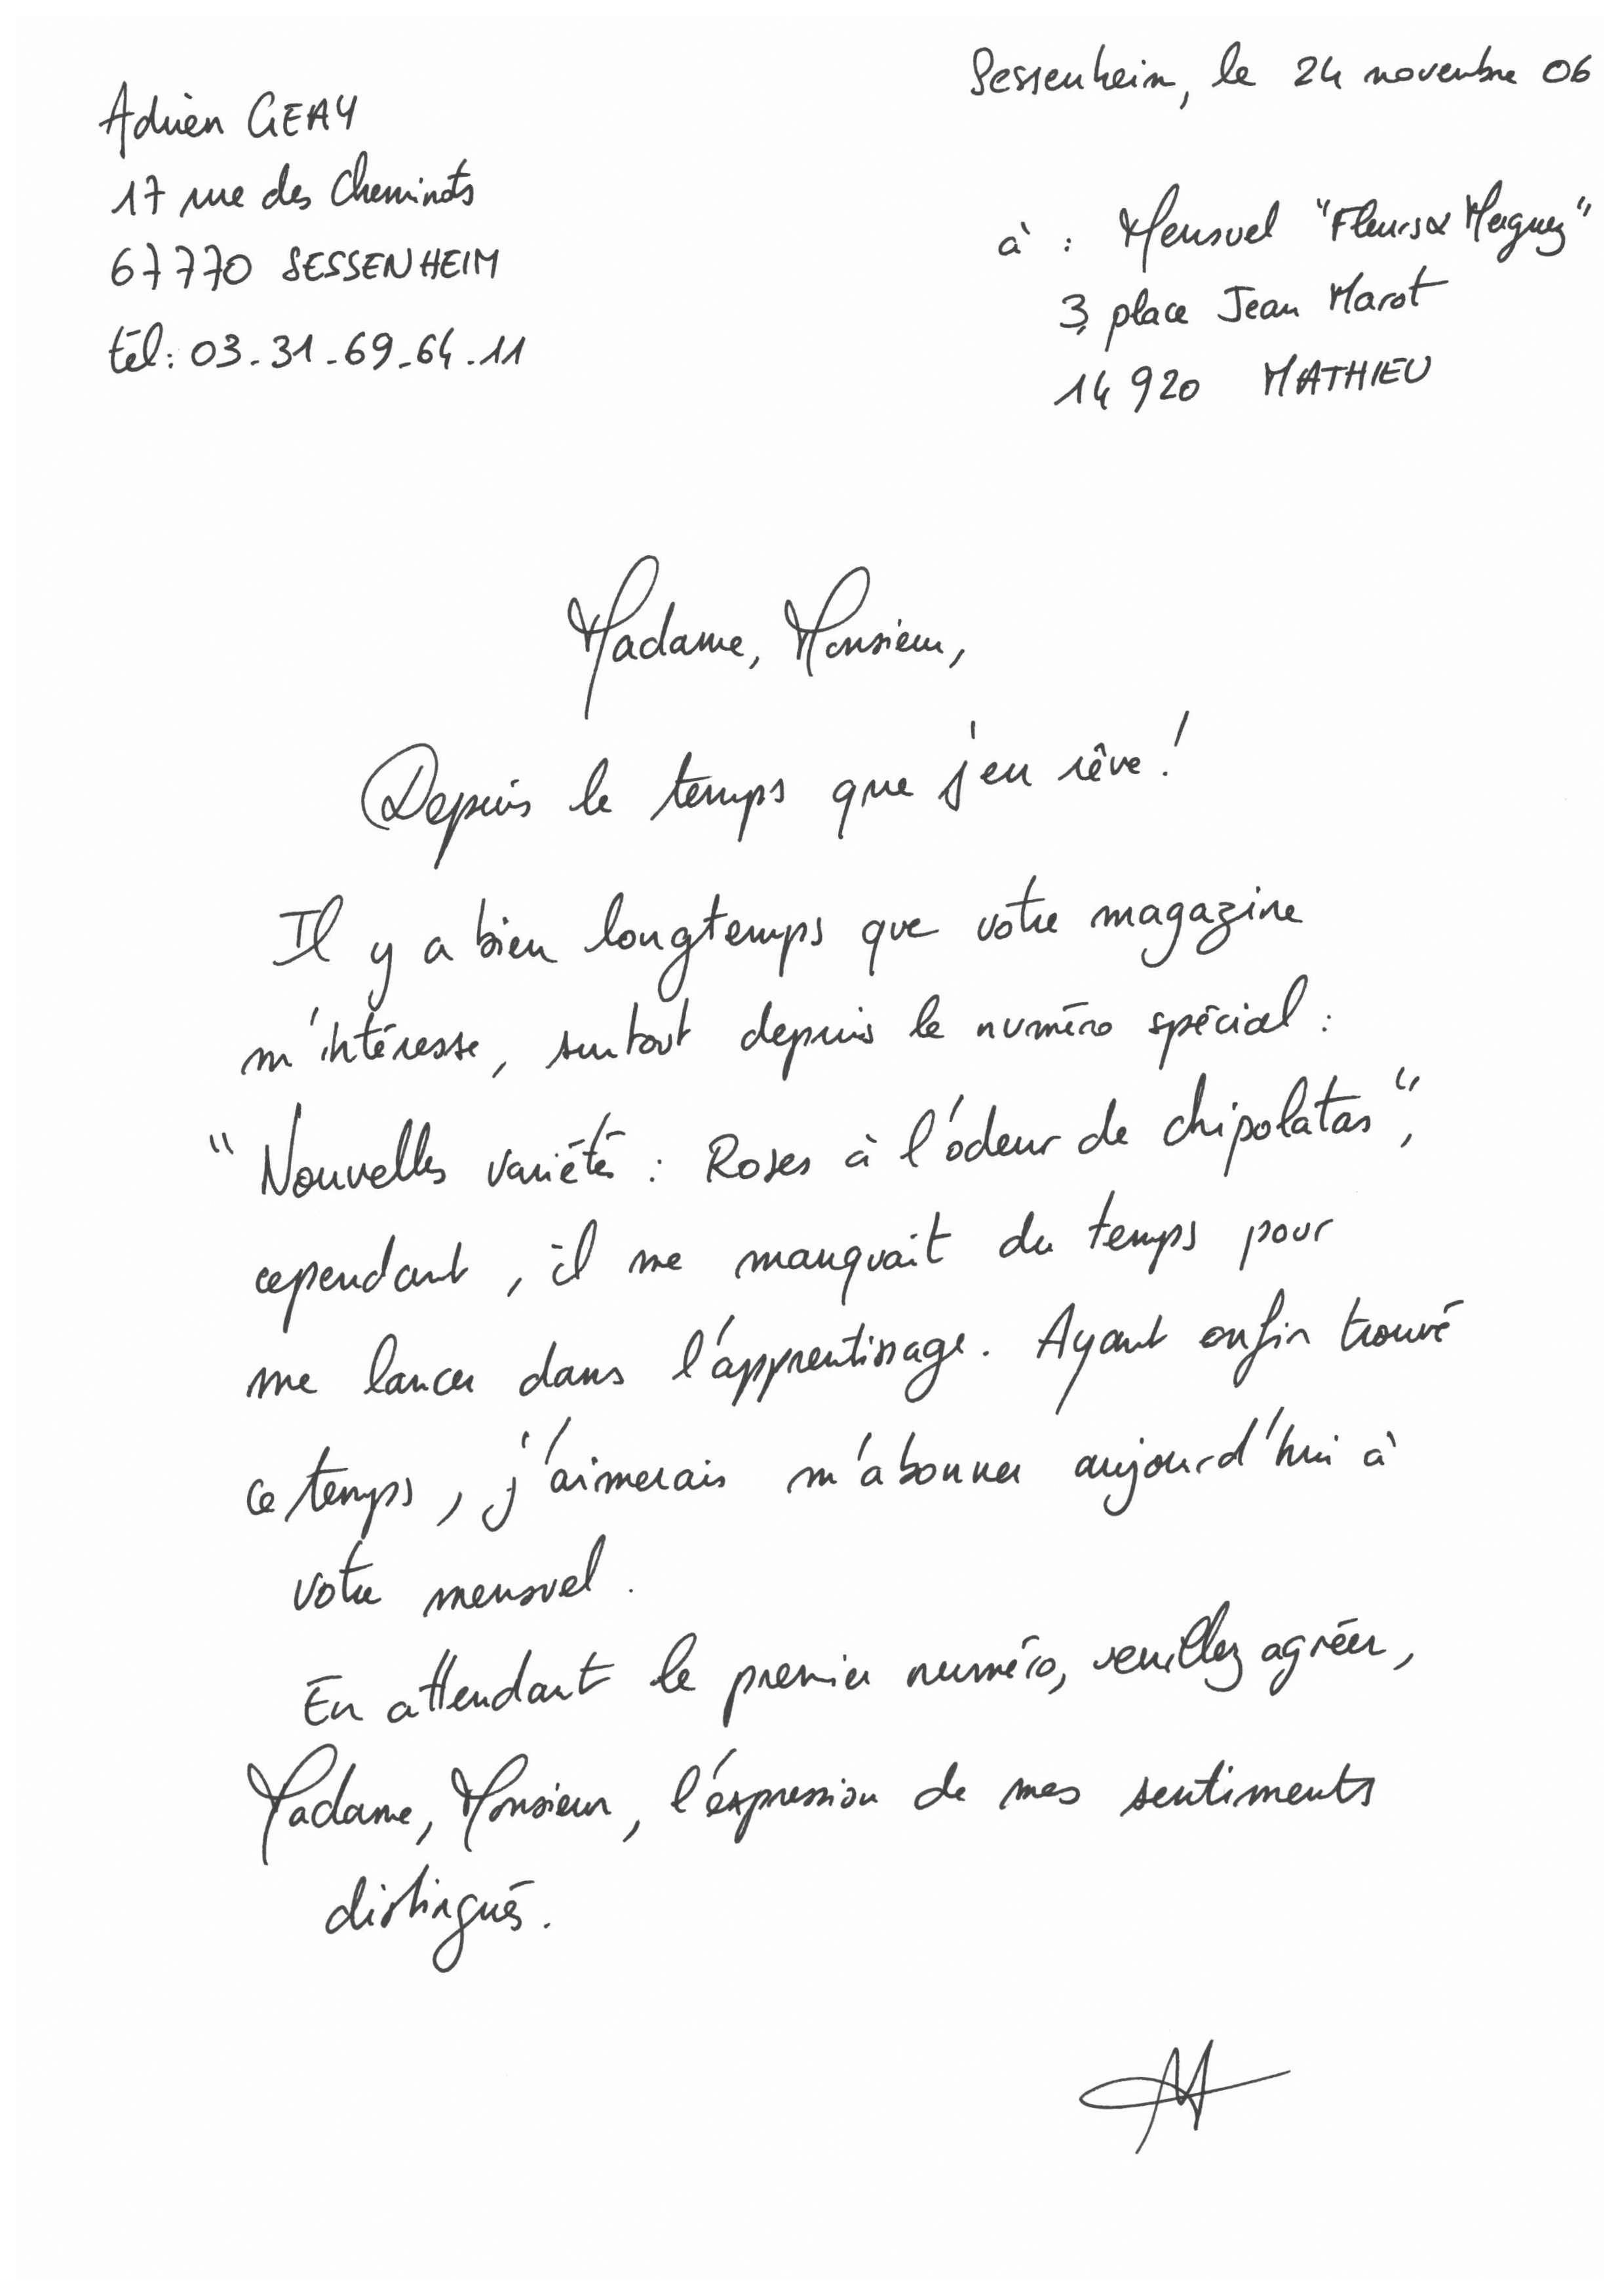 Adrien GEAY
17 rue des Cheminots
67770 SESSENHEIM
tél: 03-31-69-64-11
Sessenheim, le 24 novembre 06
à : Mensuel "Fleurs &
3, place Jean Marot
14920 MATHIEU
Madame, Monsieur,
Depuis le temps que j'en rêve !
Il y a bien longtemps que votre magazine
m'intéresse, surtout depuis le numéro spécial :
"Nouvelles variété : Roses à l'odeur de chipolatas",
cependant, il me manquait du temps pour
me lancer dans l'apprentissage. Ayant enfin trouvé
ce temps, j'aimerais m'abonner aujourd'hui à
votre mensuel.
En attendant le premier numéro, veuillez agréer,
Madame, Monsieur, l'expression de mes sentiments
distingués.